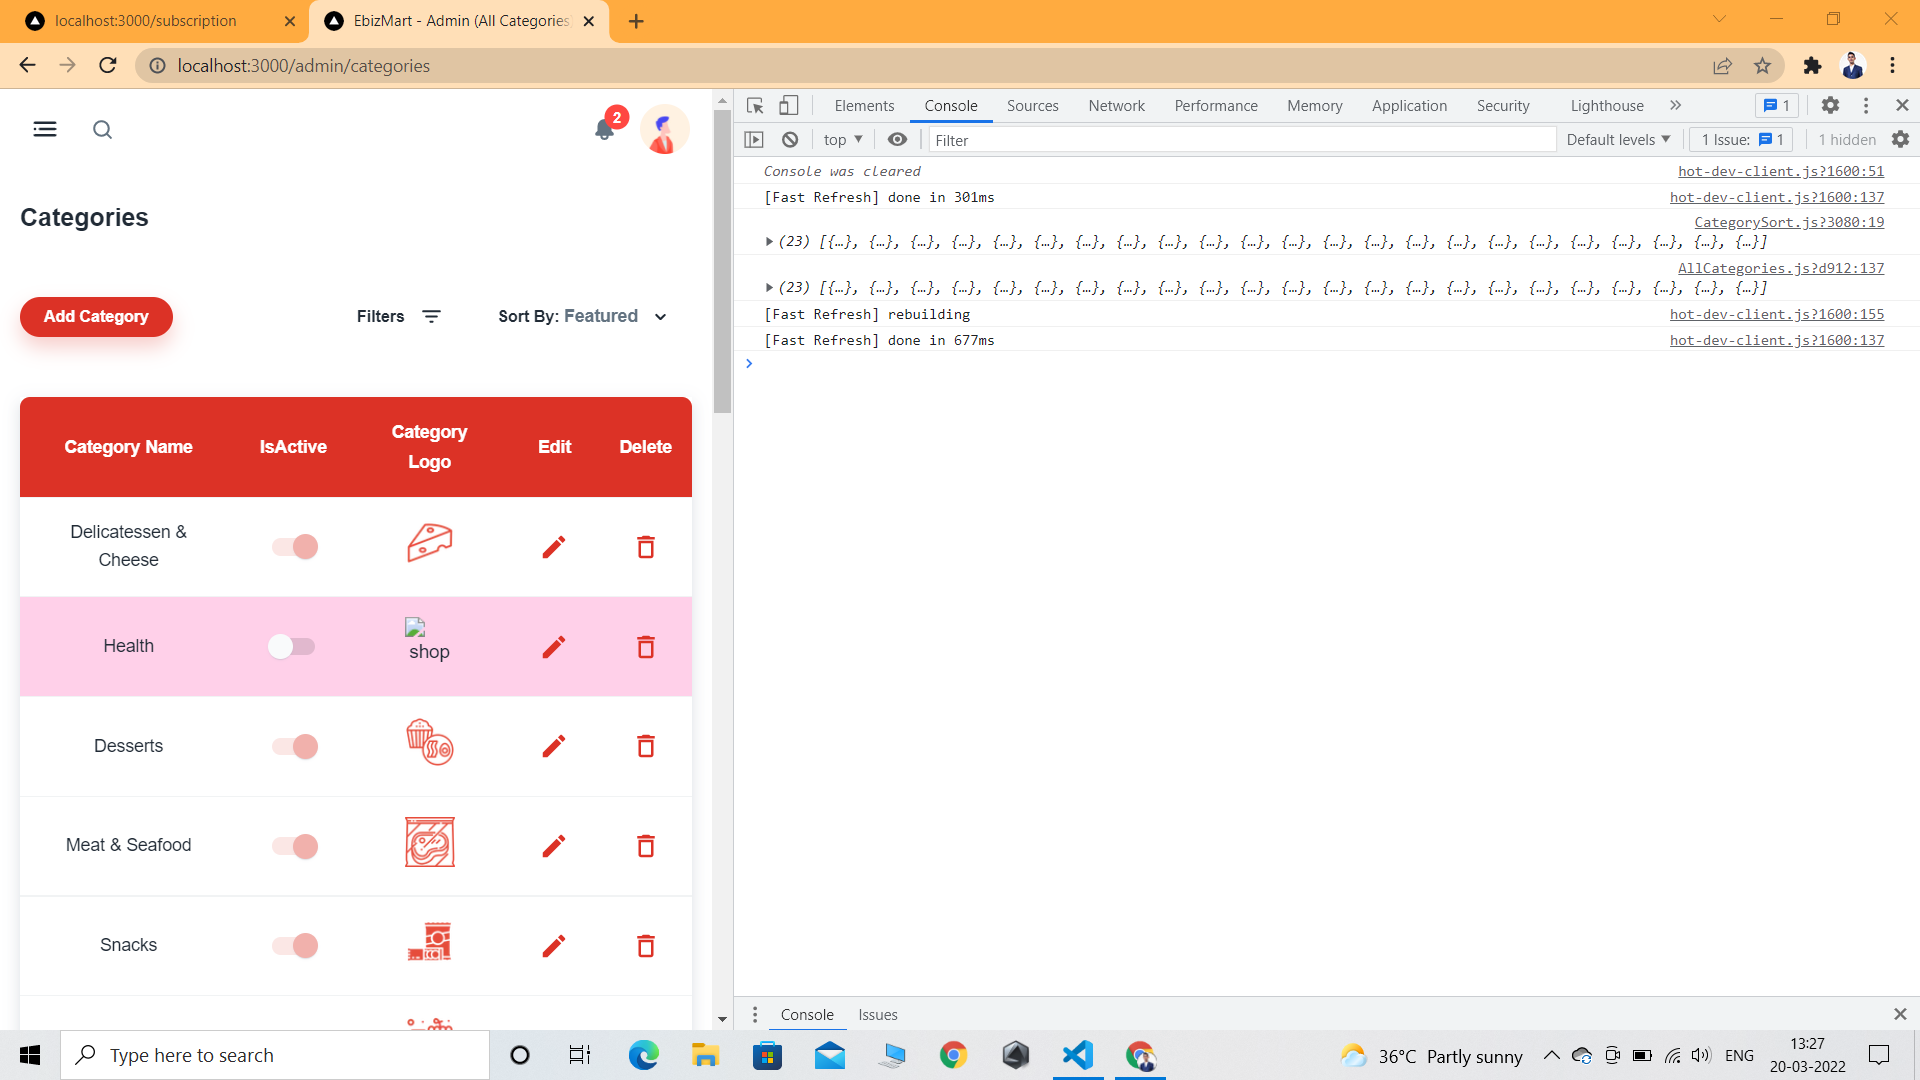 localhost:3000/subscription
EbizMart - Admin (All Categories
localhost:3000/admin/categories
2
Categories
Add Category
Filters
Sort By: Featured
Category Name
IsActive
Category
Logo
Edit
Delete
Delicatessen &
Cheese
Health
shop
Desserts
Meat & Seafood
Snacks
Elements
Console
Sources
Network
Performance
Memory
Application
Security
Lighthouse
1
top
Filter
Default levels
1 Issue: 1
1 hidden
Console was cleared hot-dev-client.js?1600:51
[Fast Refresh] done in 301ms hot-dev-client.js?1600:137
CategorySort.js?3080:19
(23) [{…}, {…}, {…}, {…}, {…}, {…}, {…}, {…}, {…}, {…}, {…}, {…}, {…}, {…}, {…}, {…}, {…}, {…}, {…}, {…}, {…}, {…}, {…}]
AllCategories.js?d912:137
(23) [{…}, {…}, {…}, {…}, {…}, {…}, {…}, {…}, {…}, {…}, {…}, {…}, {…}, {…}, {…}, {…}, {…}, {…}, {…}, {…}, {…}, {…}, {…}]
[Fast Refresh] rebuilding hot-dev-client.js?1600:155
[Fast Refresh] done in 677ms hot-dev-client.js?1600:137
Console
Issues
Type here to search
36°C Partly sunny
ENG
13:27
20-03-2022